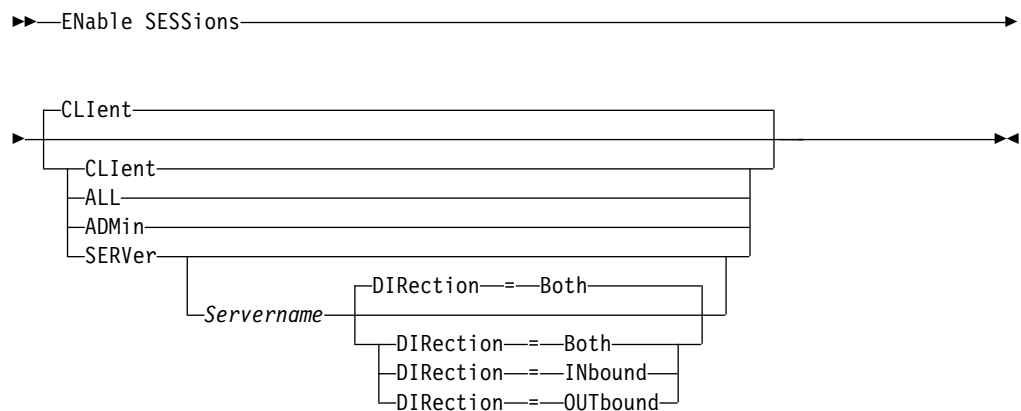 ENable SESSions
CLIent
CLIent
ALL
ADMin
SERVer
DIRection = Both
Servername
DIRection = Both
DIRection = INbound
DIRection = OUTbound